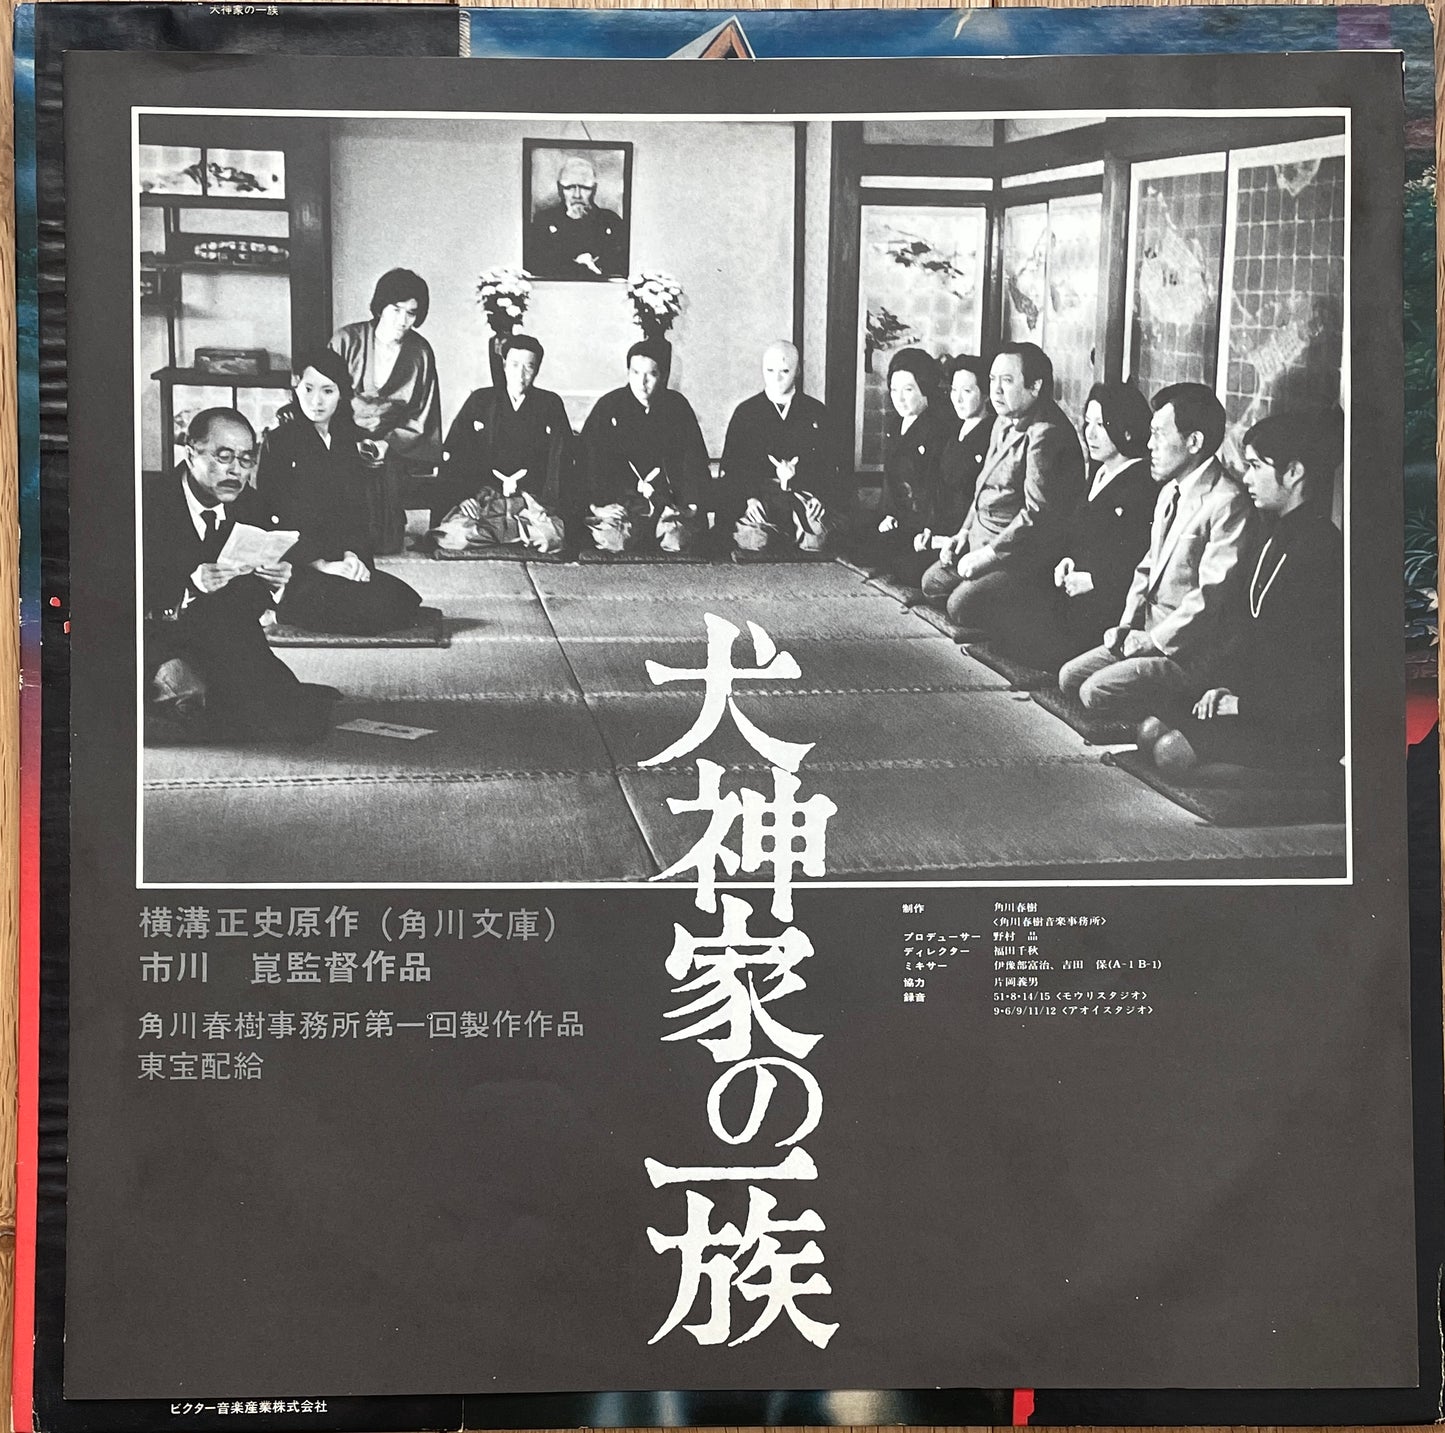 犬神家の一族
犬神家の一族
横溝正史原作（角川文庫）
市川 崑監督作品
角川春樹事務所第一回製作作品
東宝配給
制作 角川春樹
〈角川春樹音楽事務所〉
プロデューサー 野村 晶
ディレクター 福田千秋
ミキサー 伊豫部富治、吉田 保(A-1 B-1)
協力 片岡義男
録音 51・8・14/15〈モウリスタジオ〉
9・6/9/11/12〈アオイスタジオ〉
ビクター音楽産業株式会社